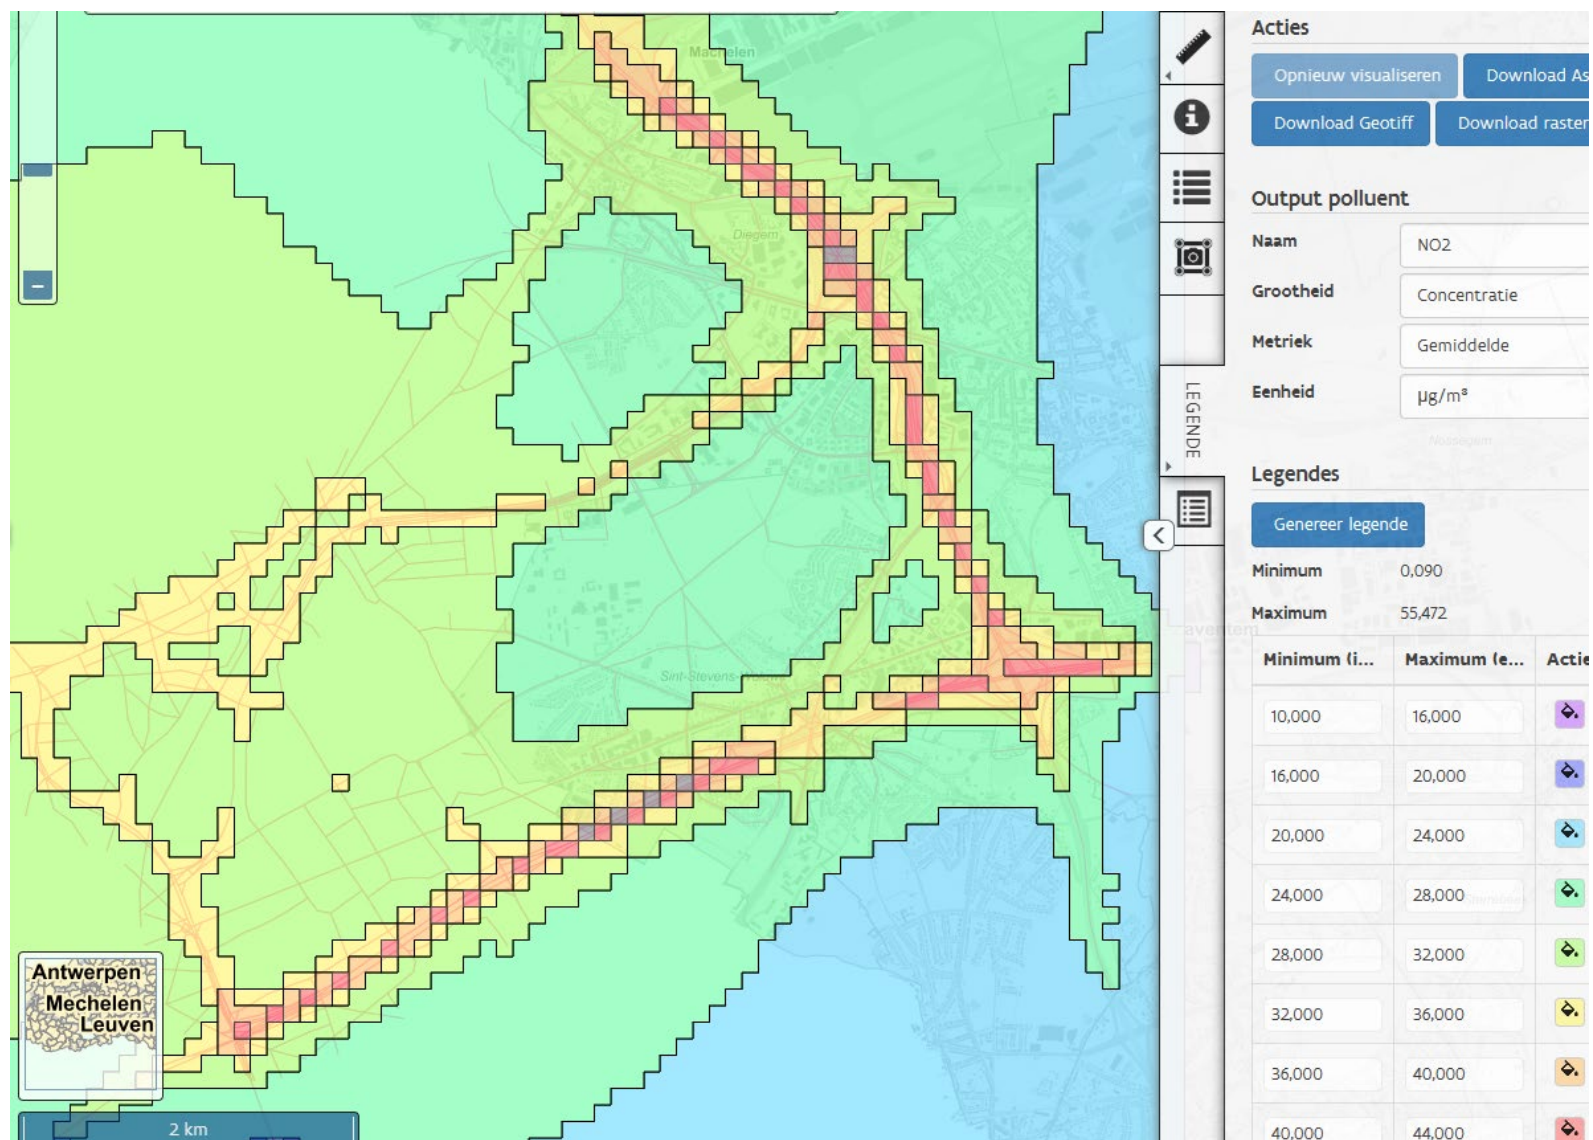 Machelen
Diegem
Sint-Stevens-Woluwe
Antwerpen
Mechelen
Leuven
2 km
LEGENDE
Acties
Opnieuw visualiseren
Download As
Download Geotiff
Download raster
Output polluent
Naam
NO2
Grootheid
Concentratie
Metriek
Gemiddelde
Eenheid
µg/m³
Nossegem
Legendes
Genereer legende
Minimum 0,090
Maximum 55,472
aventem
Minimum (i... Maximum (e... Actie
10,000 16,000
16,000 20,000
20,000 24,000
24,000 28,000
28,000 32,000
32,000 36,000
36,000 40,000
40,000 44,000